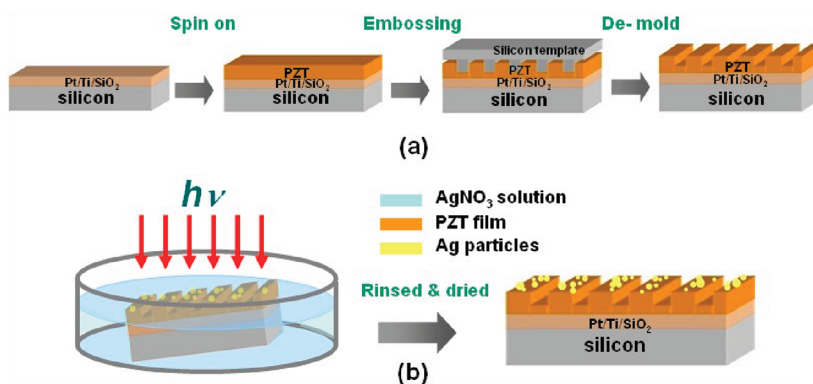 Spin on
Embossing
De- mold
Pt/Ti/SiO2
silicon
PZT
Pt/Ti/SiO2
silicon
Silicon template
PZT
Pt/Ti/SiO2
silicon
PZT
Pt/Ti/SiO2
silicon
(a)
hν
AgNO3 solution
PZT film
Ag particles
Rinsed & dried
Pt/Ti/SiO2
silicon
(b)